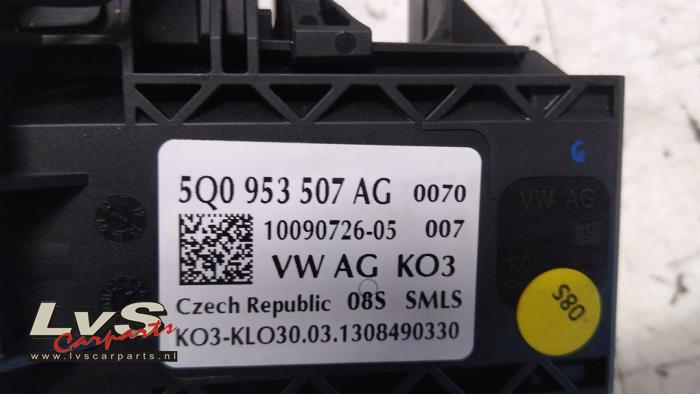 5Q0 953 507 AG 0070
10090726-05 007
VW AG KO3
Czech Republic 08S SMLS
KO3-KLO30.03.1308490330
VW AG
08S
LvS
Carparts
www.lvscarparts.nl